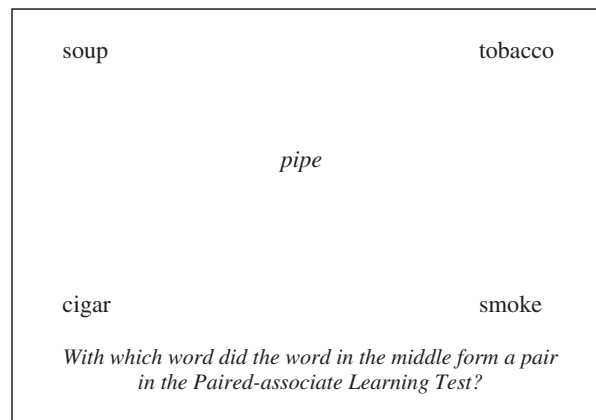 soup tobacco
pipe
cigar smoke
With which word did the word in the middle form a pair
in the Paired-associate Learning Test?